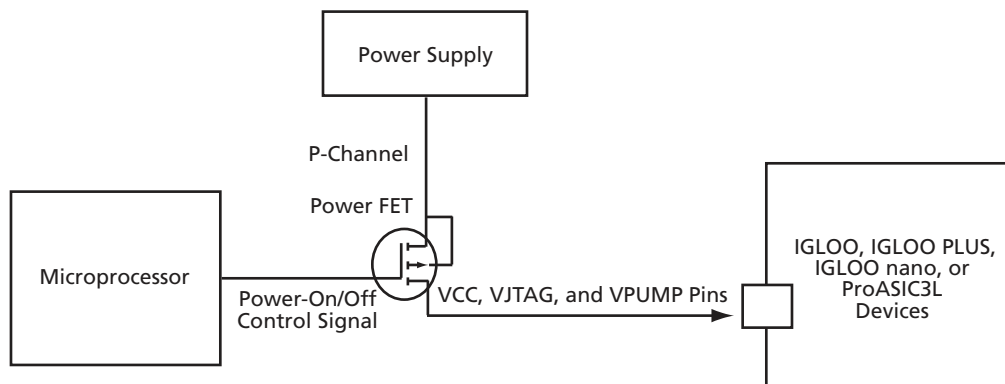 Power Supply
P-Channel
Power FET
Microprocessor
Power-On/Off
Control Signal
VCC, VJTAG, and VPUMP Pins
IGLOO, IGLOO PLUS,
IGLOO nano, or
ProASIC3L
Devices